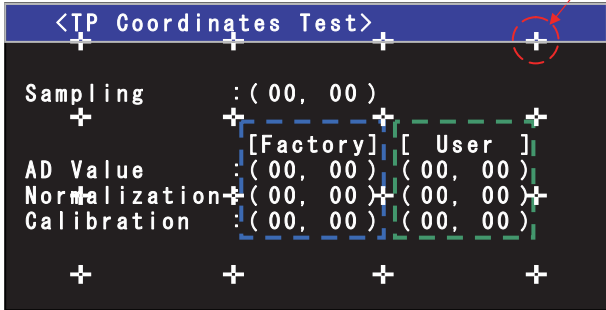 <TP Coordinates Test>
Sampling :(00, 00)
[Factory] [ User ]
AD Value :(00, 00) (00, 00)
Normalization :(00, 00) (00, 00)
Calibration :(00, 00) (00, 00)